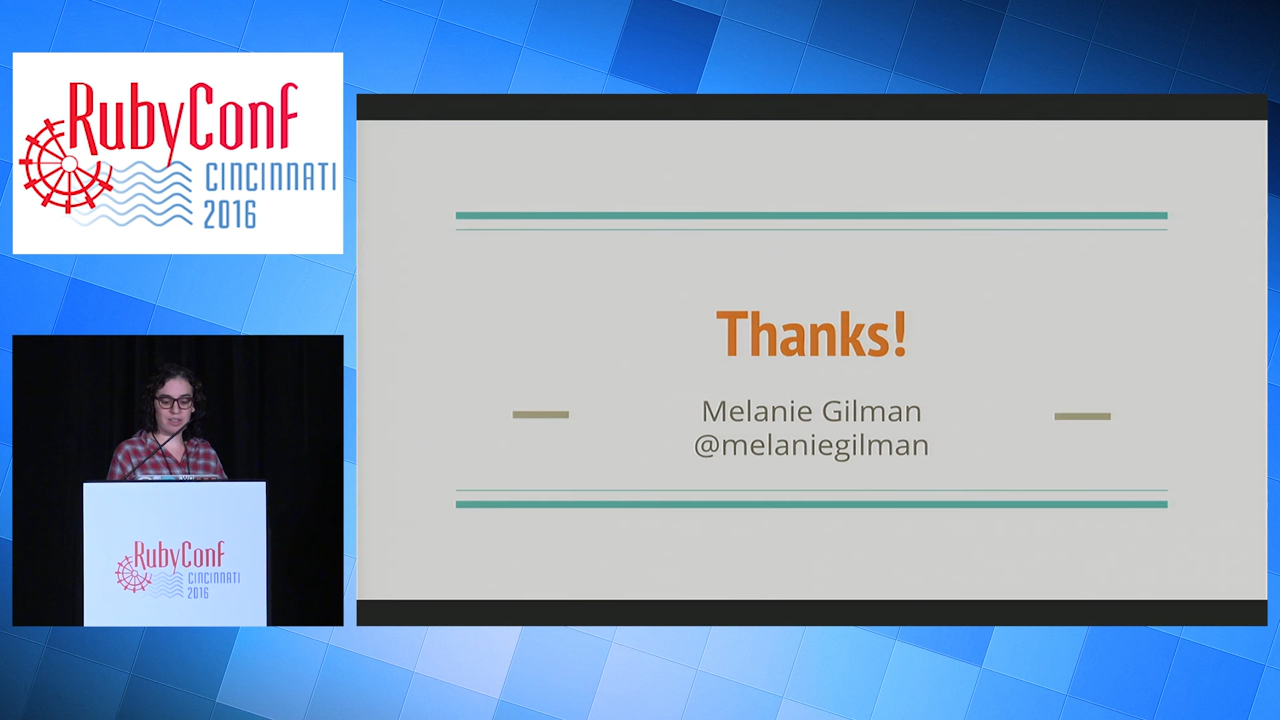 RubyConf
CINCINNATI
2016
Thanks!
Melanie Gilman
@melaniegilman
RubyConf
CINCINNATI
2016